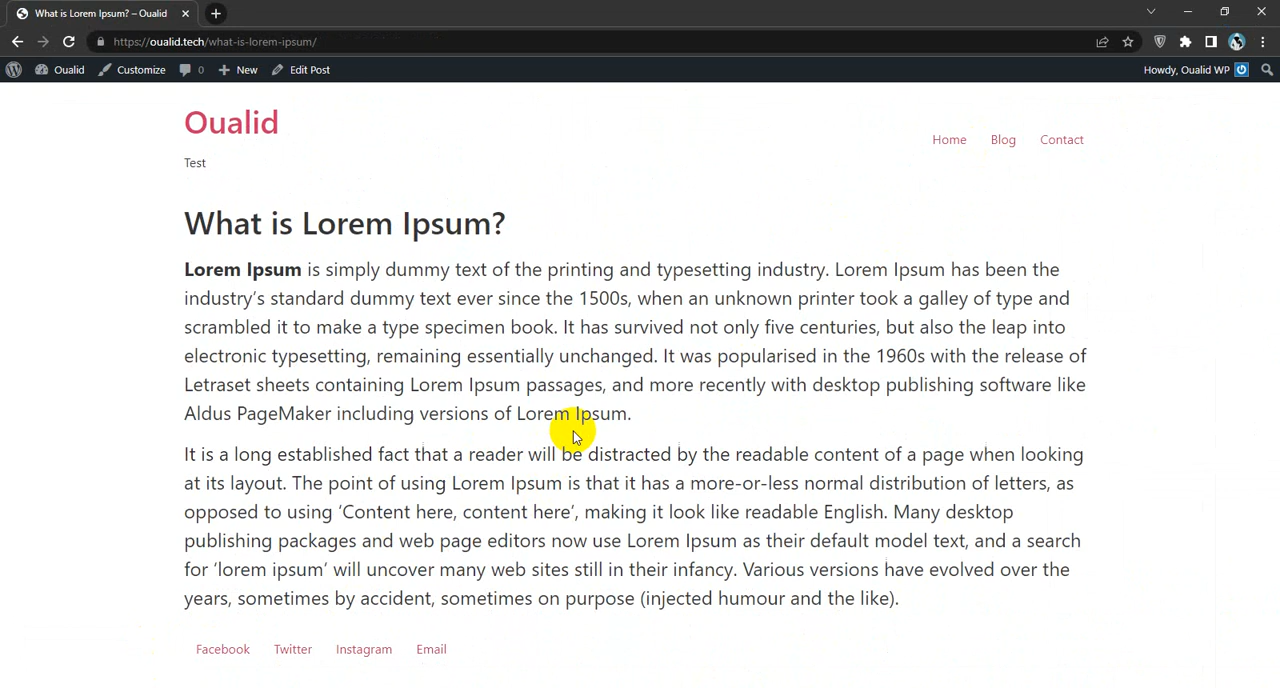 What is Lorem Ipsum? – Oualid
https://oualid.tech/what-is-lorem-ipsum/
Oualid Customize 0 New Edit Post Howdy, Oualid WP
Oualid
Home Blog Contact
Test
What is Lorem Ipsum?
Lorem Ipsum is simply dummy text of the printing and typesetting industry. Lorem Ipsum has been the
industry’s standard dummy text ever since the 1500s, when an unknown printer took a galley of type and
scrambled it to make a type specimen book. It has survived not only five centuries, but also the leap into
electronic typesetting, remaining essentially unchanged. It was popularised in the 1960s with the release of
Letraset sheets containing Lorem Ipsum passages, and more recently with desktop publishing software like
Aldus PageMaker including versions of Lorem Ipsum.
It is a long established fact that a reader will be distracted by the readable content of a page when looking
at its layout. The point of using Lorem Ipsum is that it has a more-or-less normal distribution of letters, as
opposed to using ‘Content here, content here’, making it look like readable English. Many desktop
publishing packages and web page editors now use Lorem Ipsum as their default model text, and a search
for ‘lorem ipsum’ will uncover many web sites still in their infancy. Various versions have evolved over the
years, sometimes by accident, sometimes on purpose (injected humour and the like).
Facebook Twitter Instagram Email